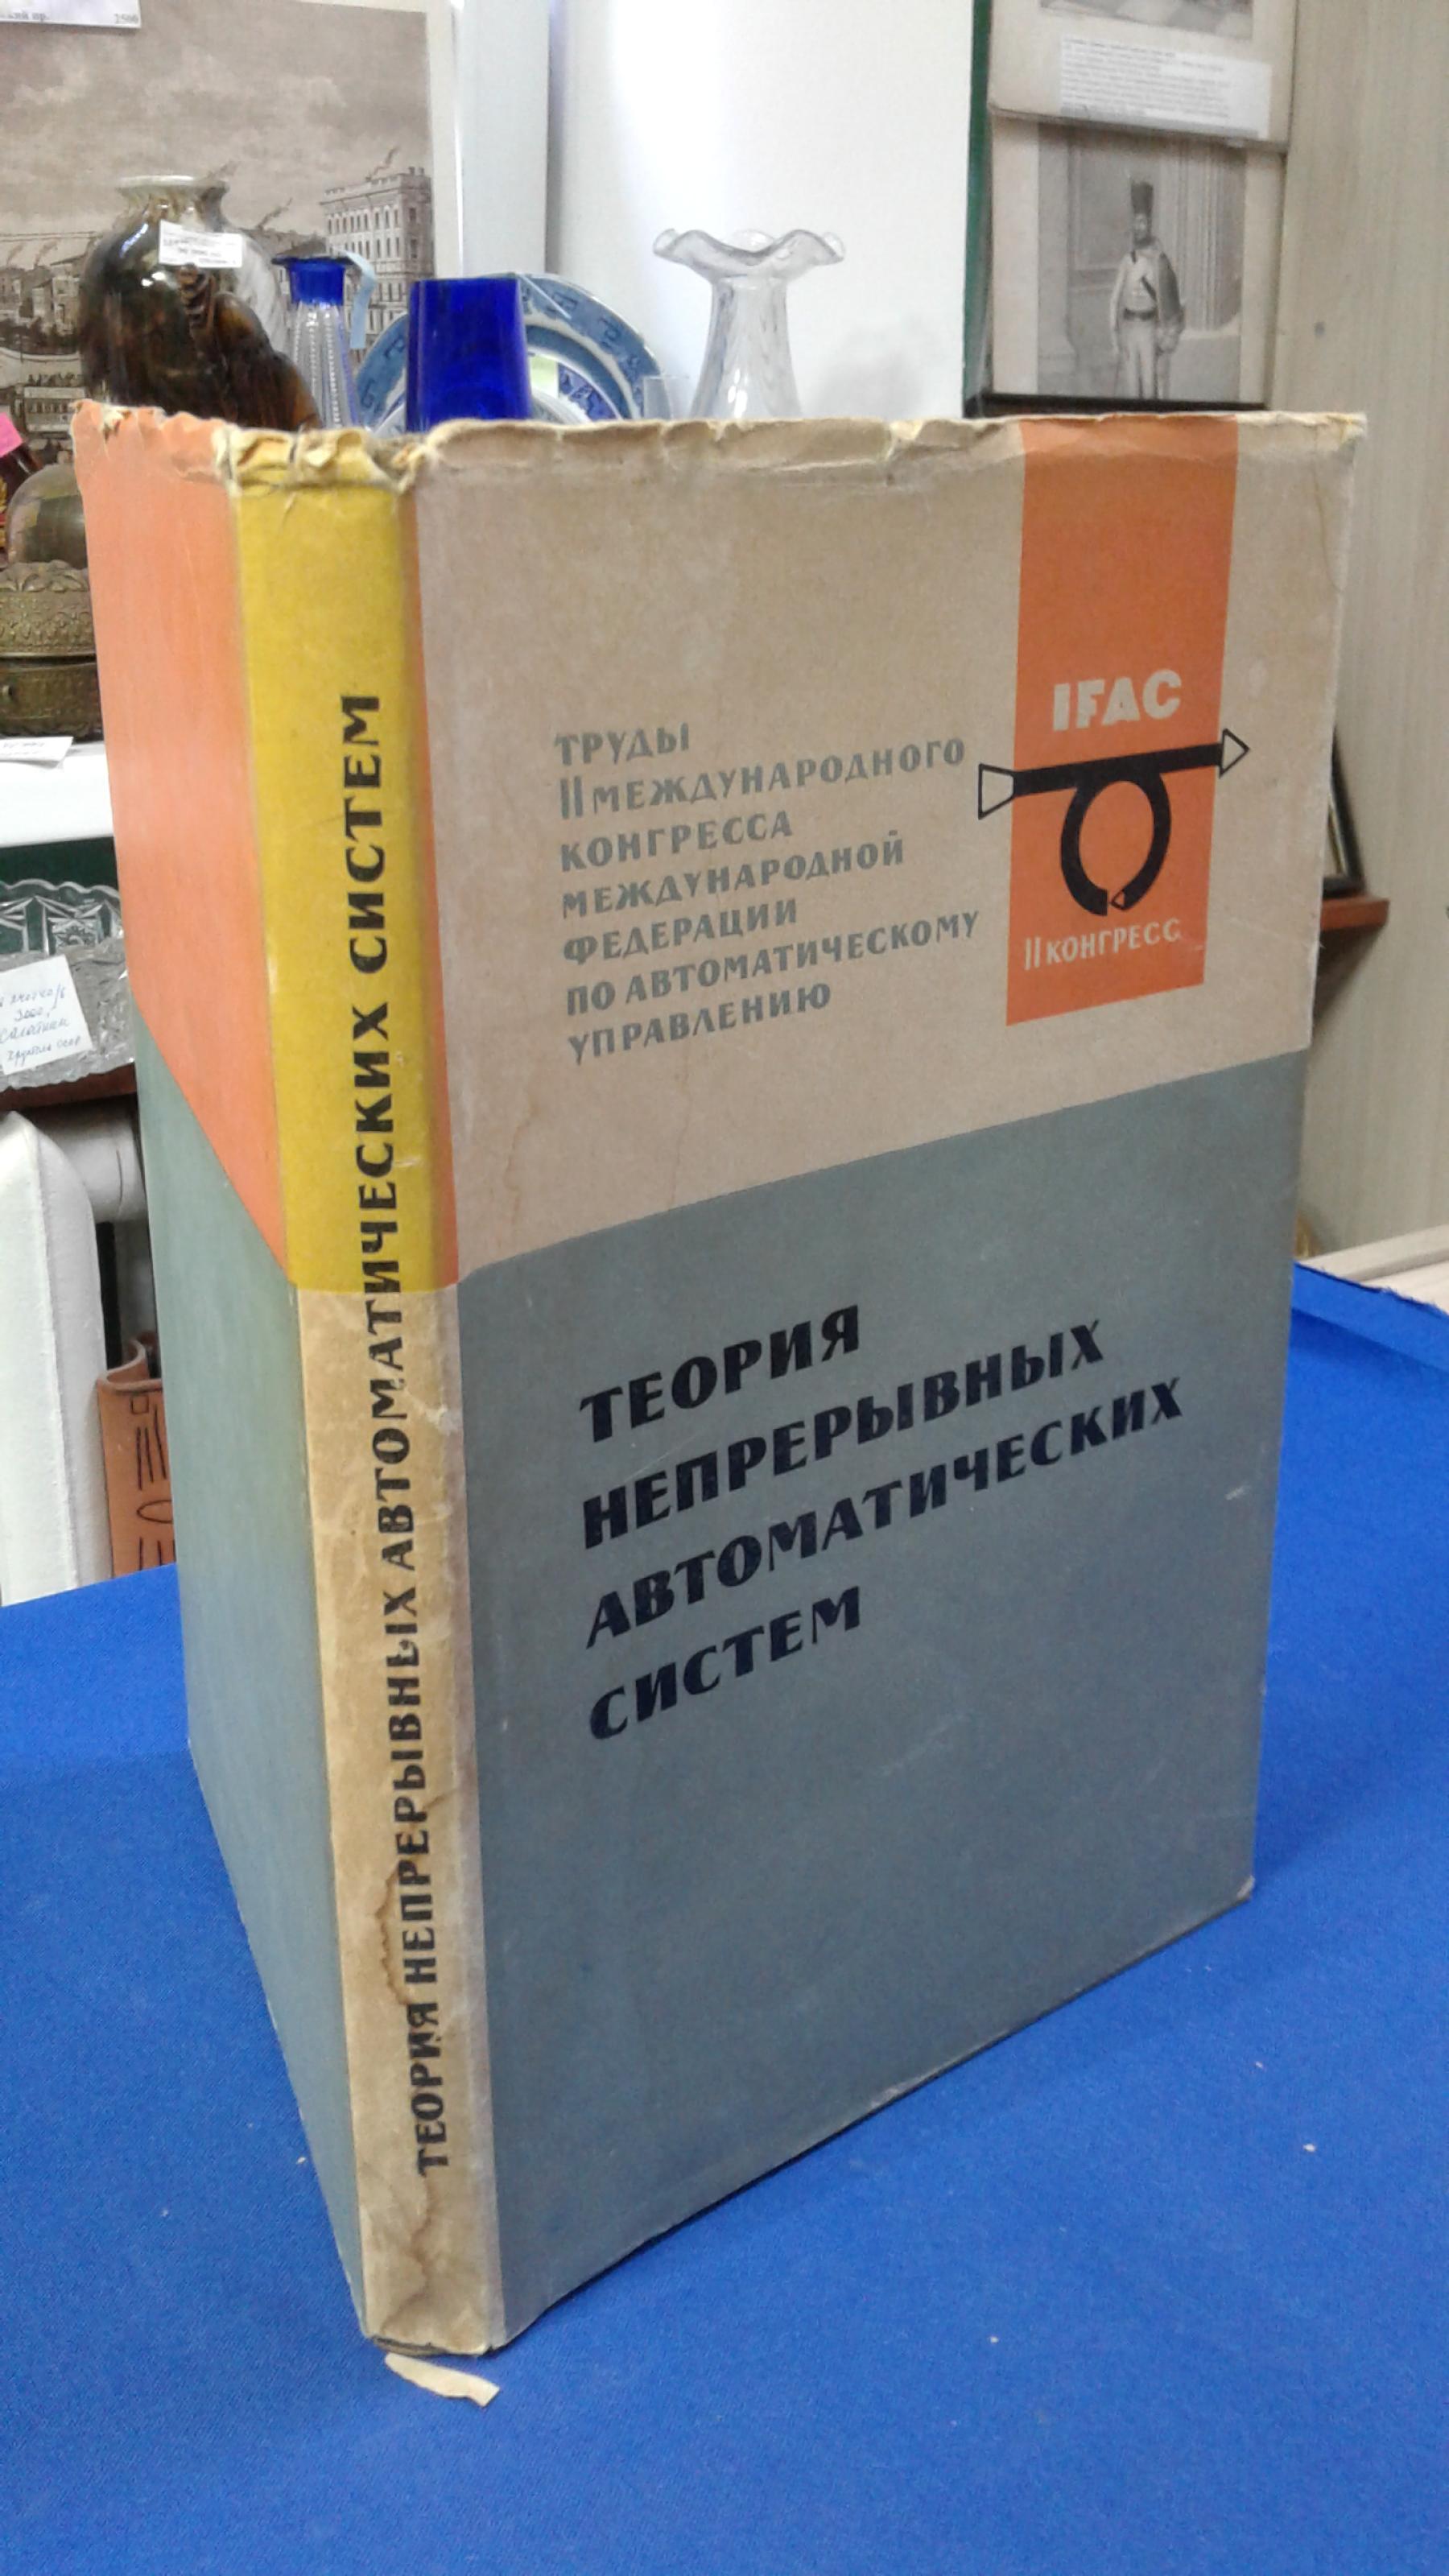 2500
ТРУДЫ
II МЕЖДУНАРОДНОГО
КОНГРЕССА
МЕЖДУНАРОДНОЙ
ФЕДЕРАЦИИ
ПО АВТОМАТИЧЕСКОМУ
УПРАВЛЕНИЮ
IFAC
II КОНГРЕСС
ТЕОРИЯ
НЕПРЕРЫВНЫХ
АВТОМАТИЧЕСКИХ
СИСТЕМ
ТЕОРИЯ НЕПРЕРЫВНЫХ АВТОМАТИЧЕСКИХ СИСТЕМ